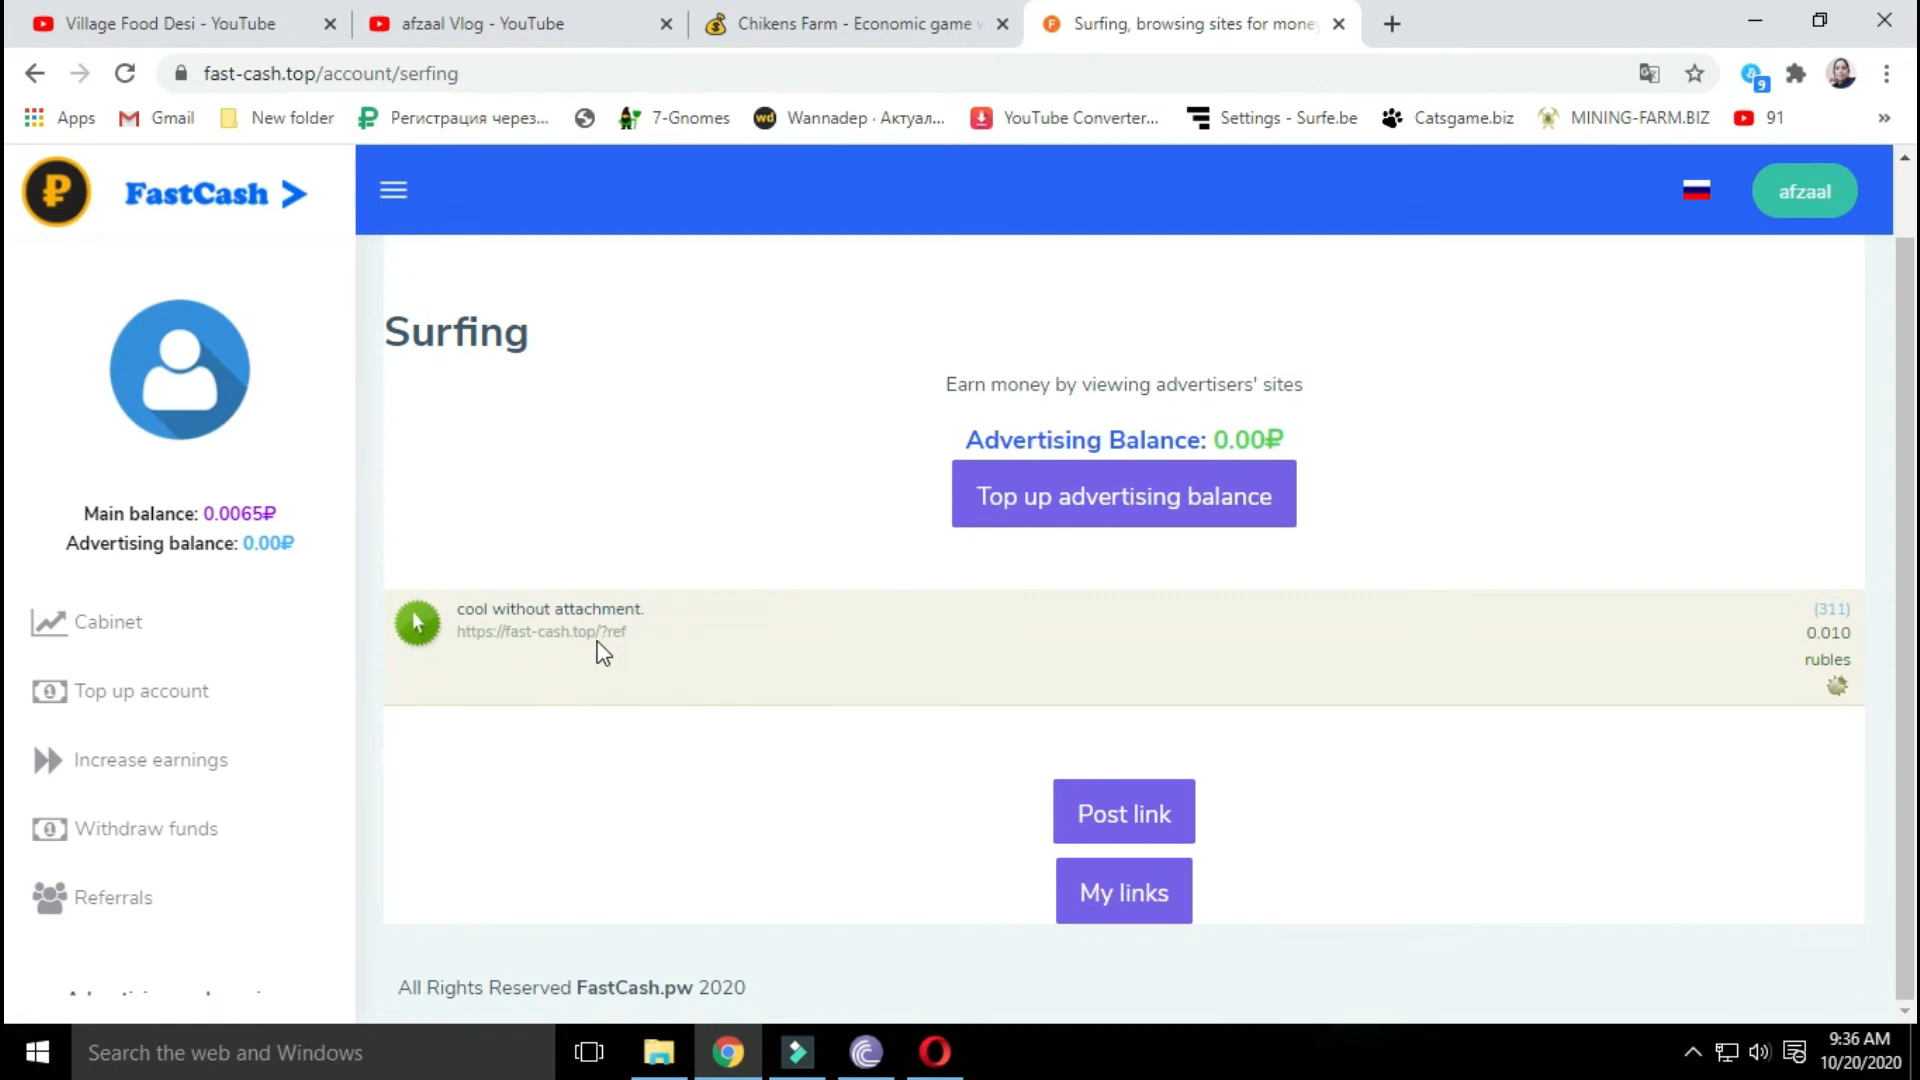 Village Food Desi - YouTube
afzaal Vlog - YouTube
Chikens Farm - Economic game
Surfing, browsing sites for money
fast-cash.top/account/serfing
9
Apps
Gmail
New folder
Регистрация через...
7-Gnomes
wd
Wannadep · Актуал...
YouTube Converter...
Settings - Surfe.be
Catsgame.biz
MINING-FARM.BIZ
91
»
FastCash >
afzaal
Surfing
Earn money by viewing advertisers' sites
Advertising Balance: 0.00₽
Top up advertising balance
Main balance: 0.0065₽
Advertising balance: 0.00₽
cool without attachment.
https://fast-cash.top/?ref
(311)
0.010
rubles
Cabinet
Top up account
Increase earnings
Withdraw funds
Referrals
Post link
My links
All Rights Reserved FastCash.pw 2020
Search the web and Windows
9:36 AM
10/20/2020